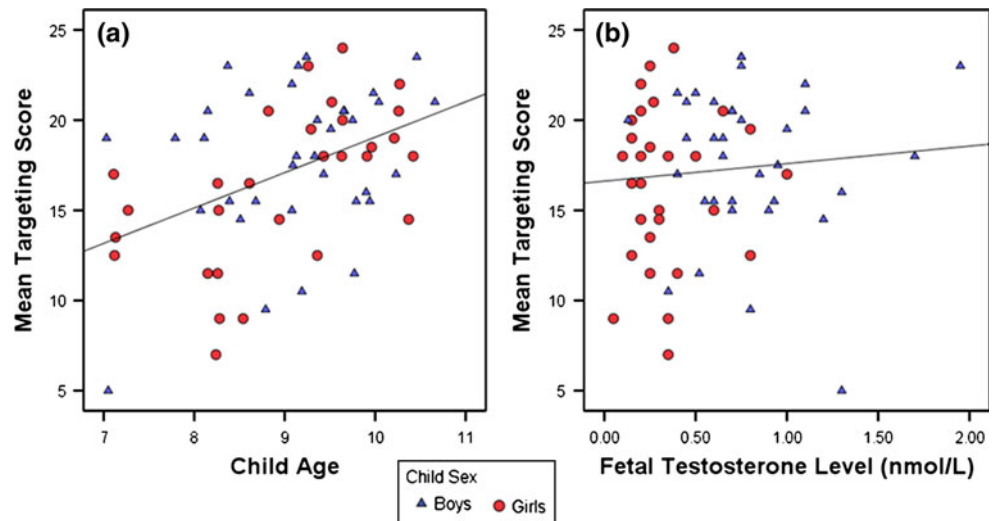 (a)
Mean Targeting Score
25
20
15
10
5
7 8 9 10 11
Child Age
(b)
Mean Targeting Score
25
20
15
10
5
0.00 0.50 1.00 1.50 2.00
Fetal Testosterone Level (nmol/L)
Child Sex
Boys Girls